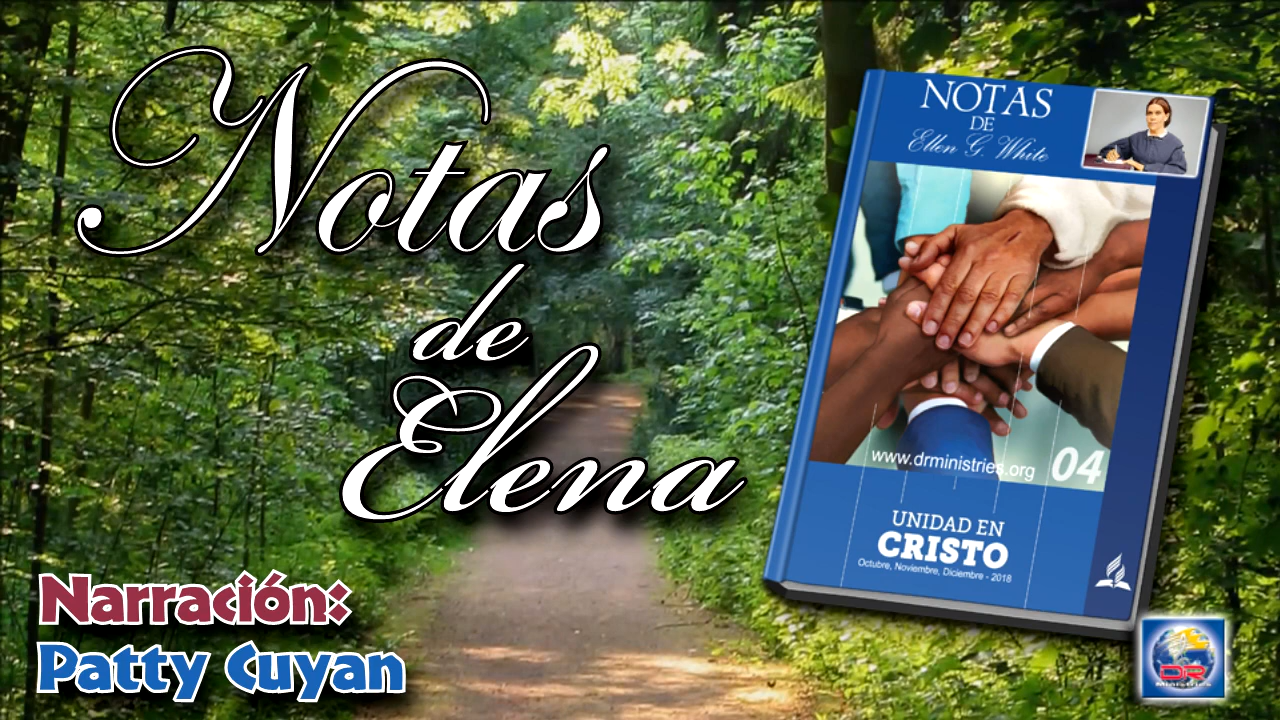 Notas
de
Elena
Narración:
Patty Cuyan
NOTAS
DE
Ellen G. White
www.drministries.org 04
UNIDAD EN
CRISTO
Octubre, Noviembre, Diciembre - 2018
DR
Ministries